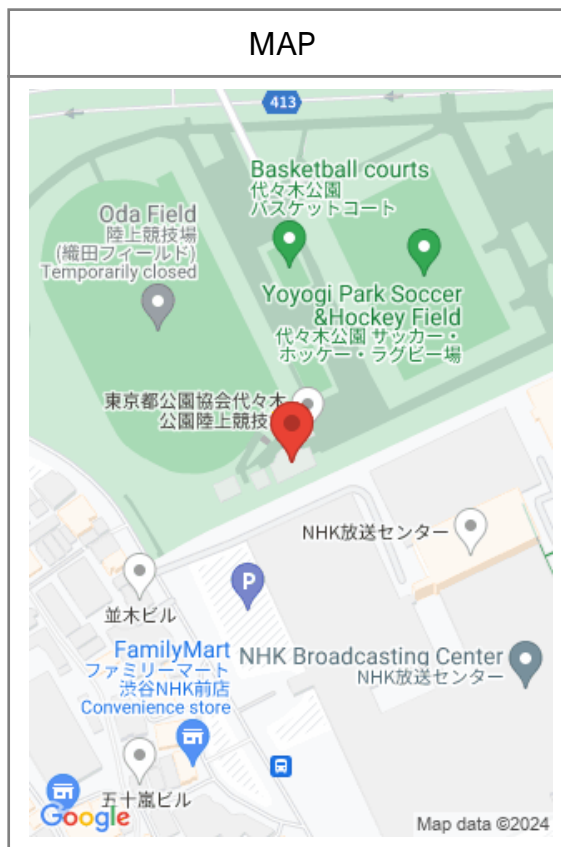 MAP
413
Basketball courts
代々木公園
バスケットコート
Oda Field
陸上競技場
(織田フィールド)
Temporarily closed
Yoyogi Park Soccer
&Hockey Field
代々木公園 サッカー・
ホッケー・ラグビー場
東京都公園協会代々木
公園陸上競技
NHK放送センター
P
並木ビル
FamilyMart
ファミリーマート
渋谷NHK前店
Convenience store
NHK Broadcasting Center
NHK放送センター
五十嵐ビル
Google
Map data ©2024